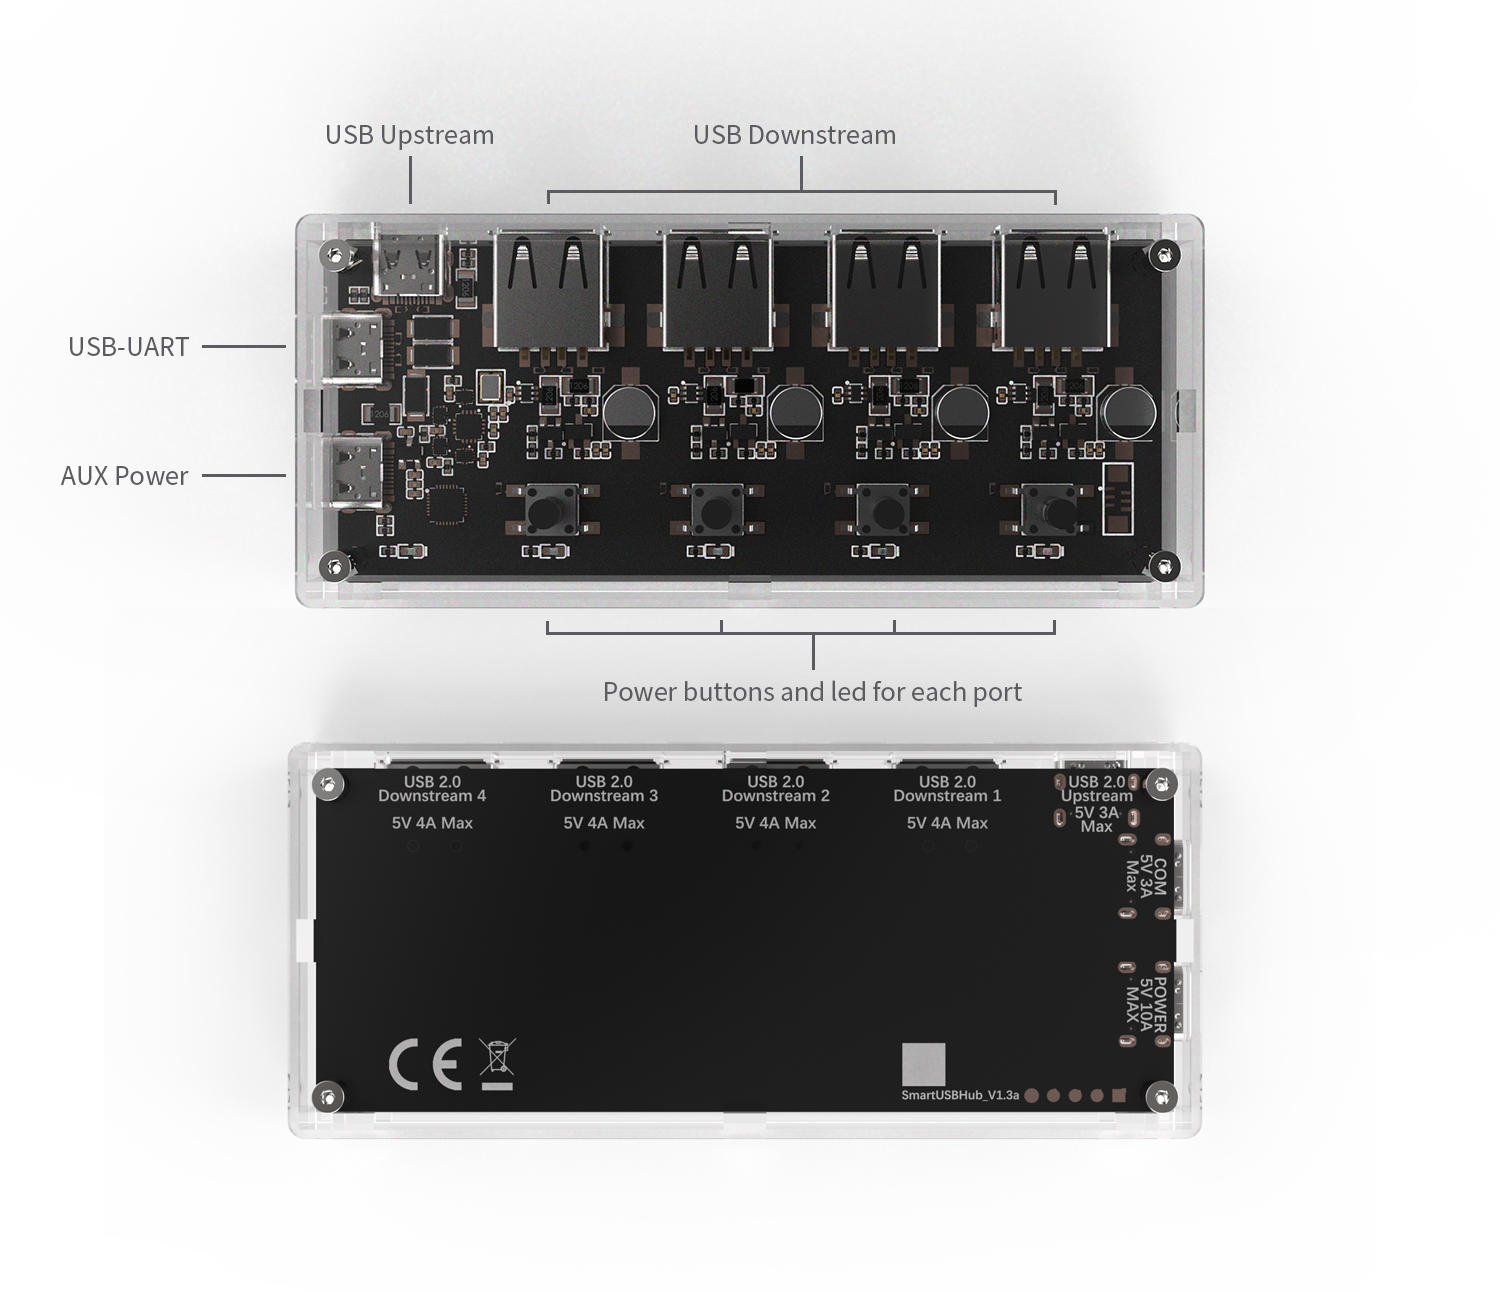 USB Upstream
USB Downstream
USB-UART
AUX Power
Power buttons and led for each port
USB 2.0
Downstream 4
5V 4A Max
USB 2.0
Downstream 3
5V 4A Max
USB 2.0
Downstream 2
5V 4A Max
USB 2.0
Downstream 1
5V 4A Max
USB 2.0
Upstream
5V 3A
Max
COM
5V 3A
Max
POWER
5V 10A
MAX
CE
SmartUSBHub_V1.3a